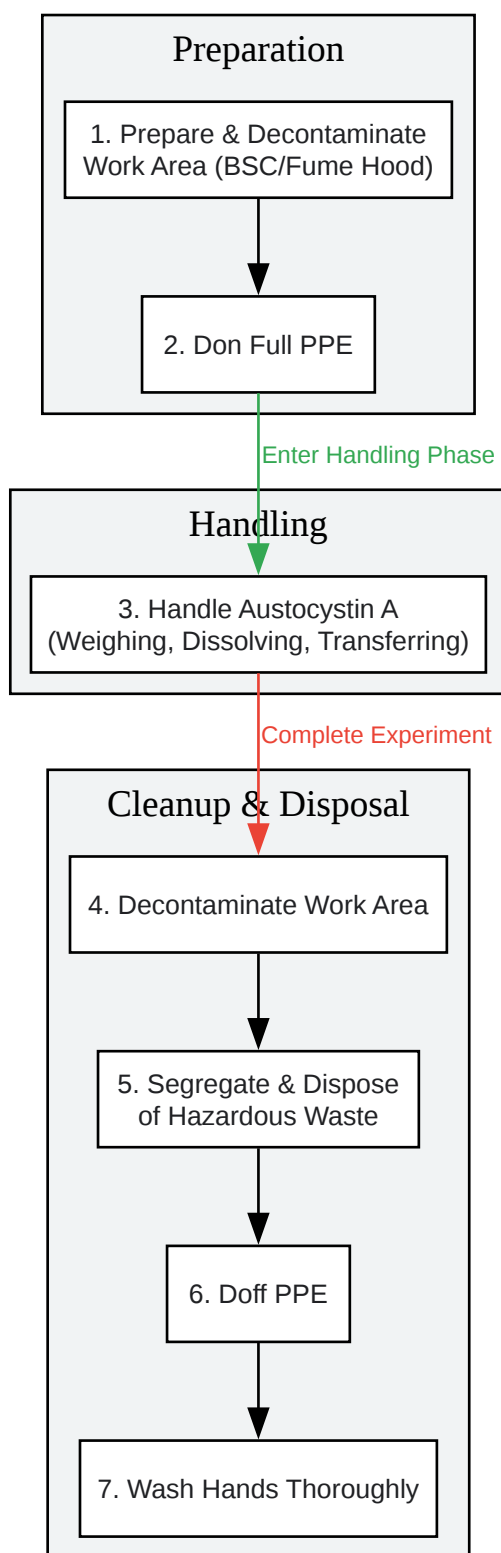 Preparation
1. Prepare & Decontaminate
Work Area (BSC/Fume Hood)
2. Don Full PPE
Enter Handling Phase
Handling
3. Handle Austocystin A
(Weighing, Dissolving, Transferring)
Complete Experiment
Cleanup & Disposal
4. Decontaminate Work Area
5. Segregate & Dispose
of Hazardous Waste
6. Doff PPE
7. Wash Hands Thoroughly